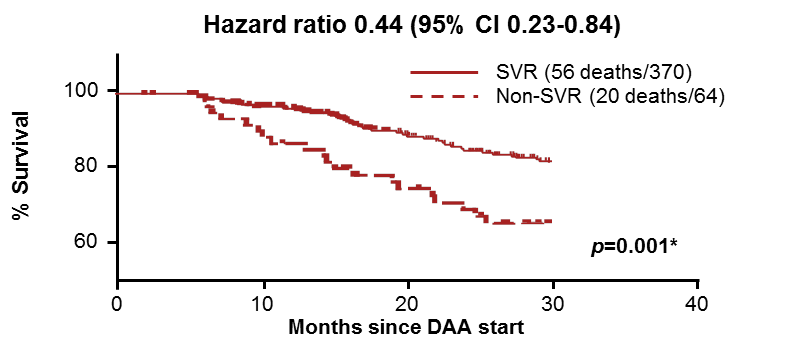 Hazard ratio 0.44 (95% CI 0.23-0.84)
SVR (56 deaths/370)
Non-SVR (20 deaths/64)
% Survival
100
80
60
p=0.001*
0
10
20
30
40
Months since DAA start